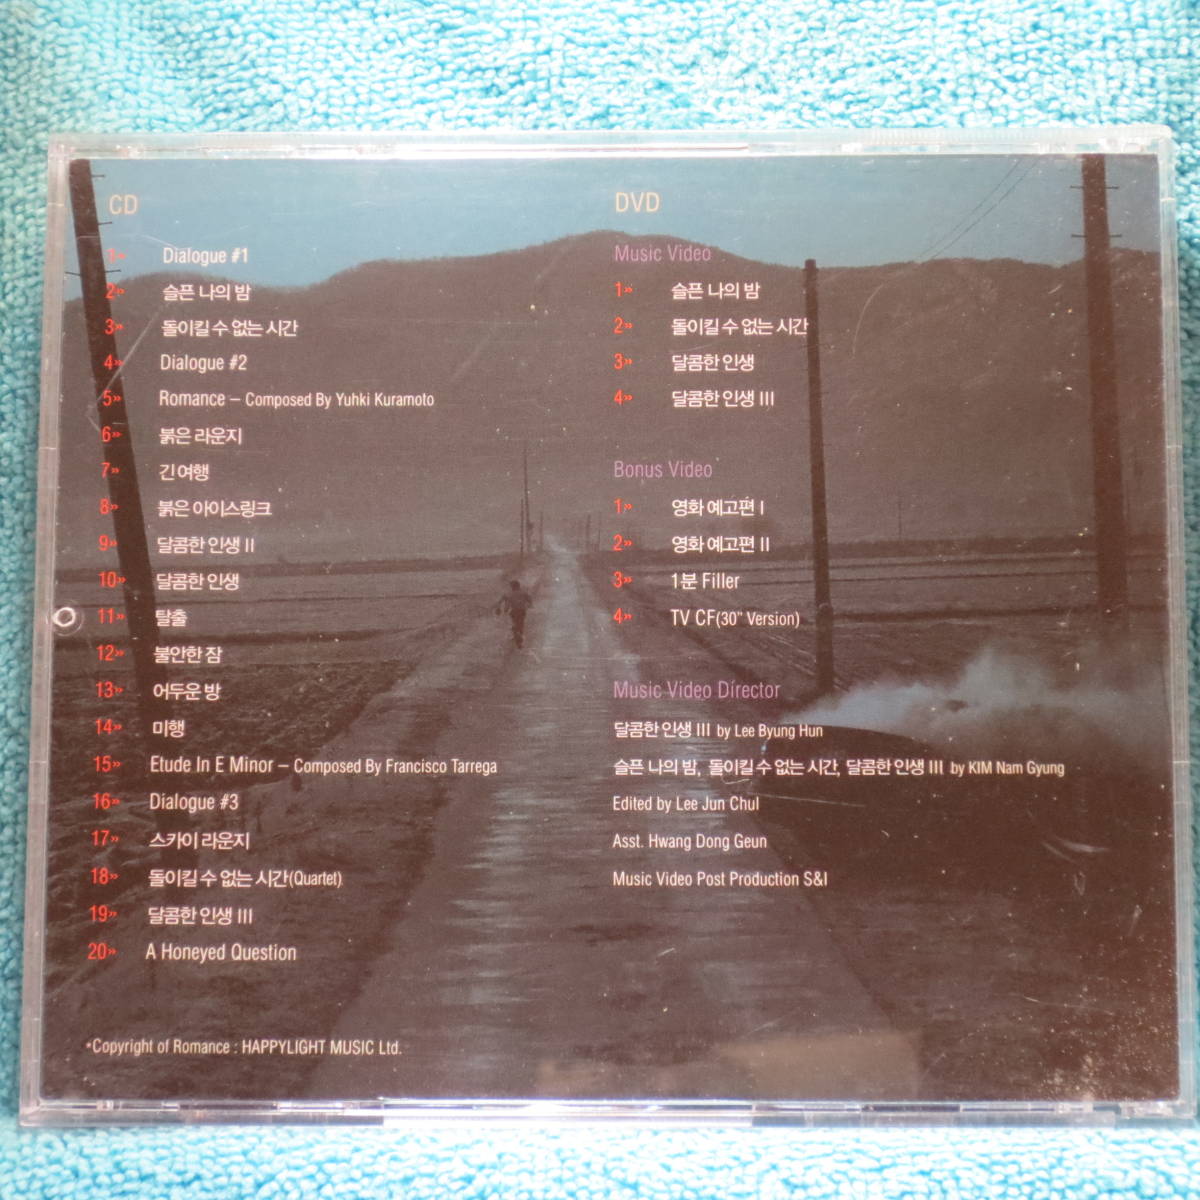 CD
1» Dialogue #1
2» 슬픈 나의 밤
3» 돌이킬 수 없는 시간
4» Dialogue #2
5» Romance – Composed By Yuhki Kuramoto
6» 붉은 라운지
7» 긴 여행
8» 붉은 아이스링크
9» 달콤한 인생 II
10» 달콤한 인생
11» 탈출
12» 불안한 잠
13» 어두운 방
14» 미행
15» Etude In E Minor – Composed By Francisco Tarrega
16» Dialogue #3
17» 스카이 라운지
18» 돌이킬 수 없는 시간(Quartet)
19» 달콤한 인생 III
20» A Honeyed Question
*Copyright of Romance : HAPPYLIGHT MUSIC Ltd.
DVD
Music Video
1» 슬픈 나의 밤
2» 돌이킬 수 없는 시간
3» 달콤한 인생
4» 달콤한 인생 III
Bonus Video
1» 영화 예고편 I
2» 영화 예고편 II
3» 1분 Filler
4» TV CF(30" Version)
Music Video Director
달콤한 인생 III by Lee Byung Hun
슬픈 나의 밤, 돌이킬 수 없는 시간, 달콤한 인생 III by KIM Nam Gyung
Edited by Lee Jun Chul
Asst. Hwang Dong Geun
Music Video Post Production S&I